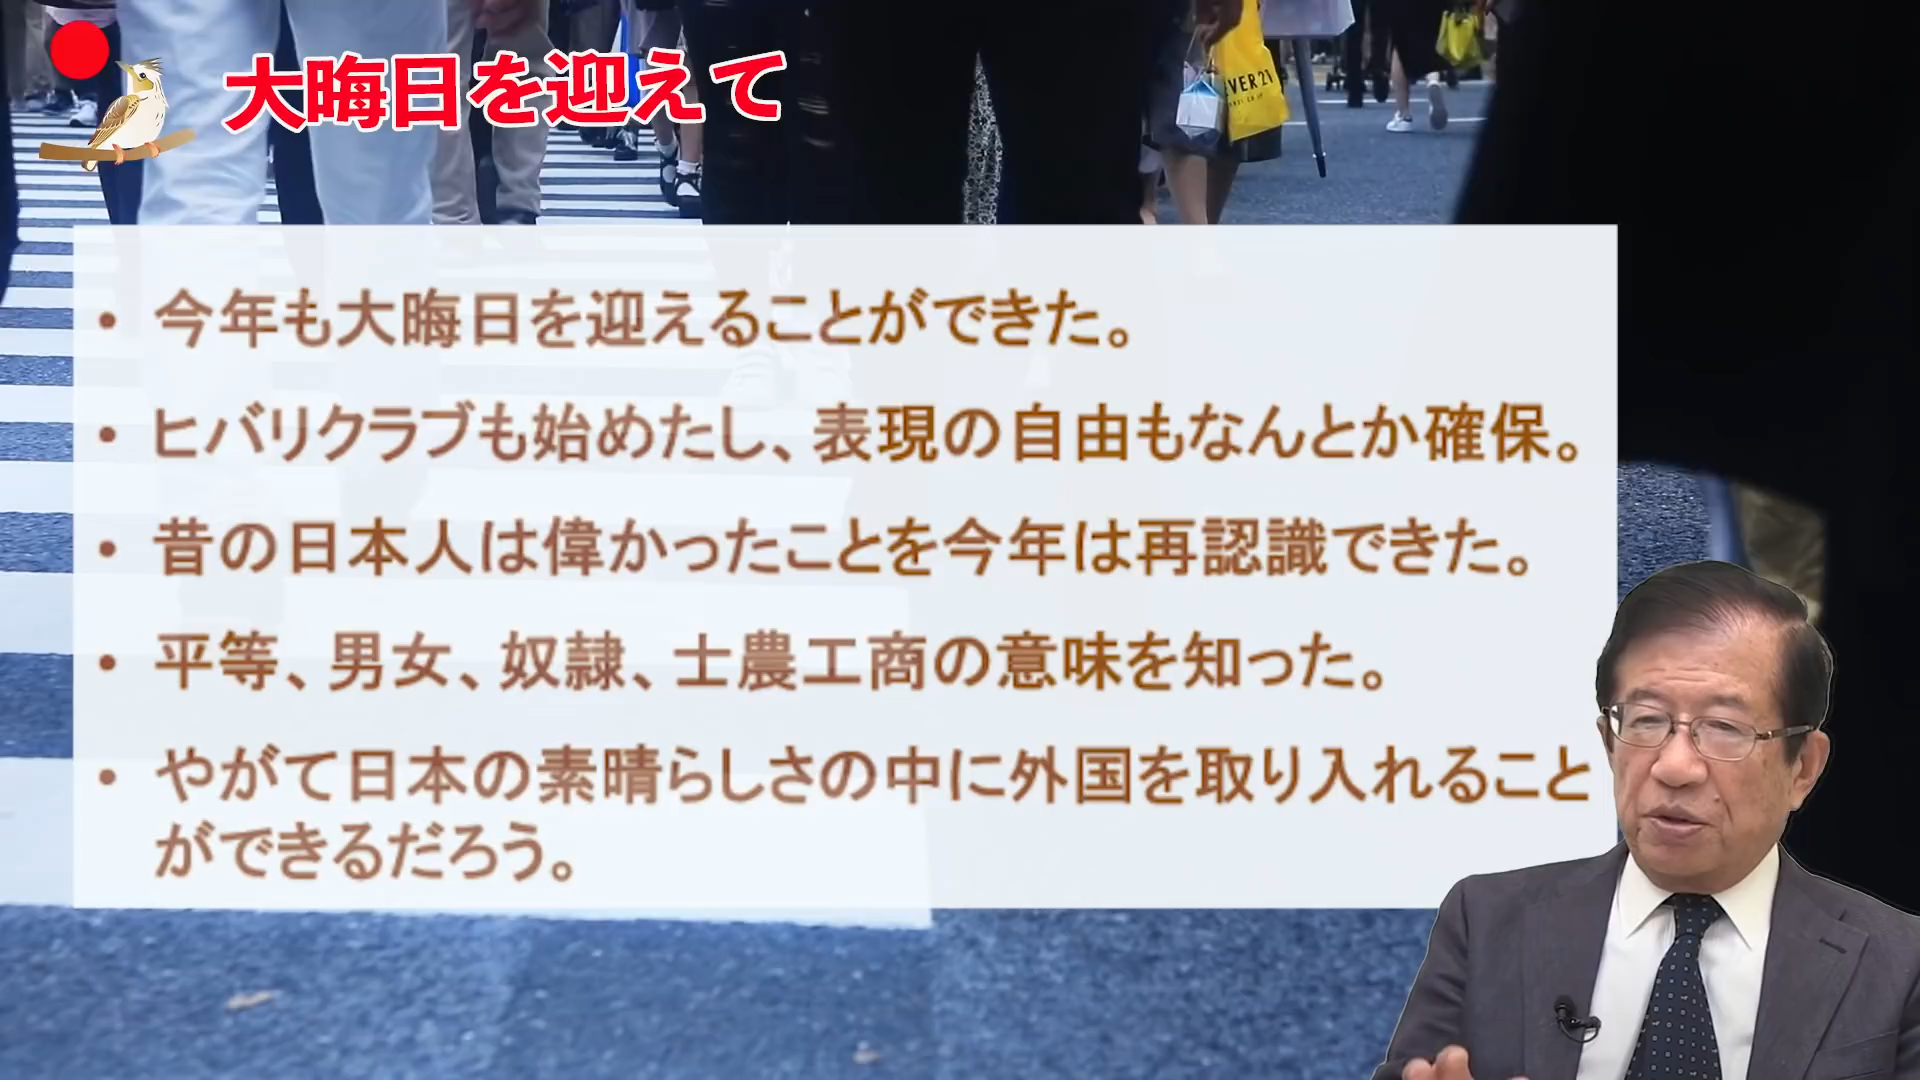 大晦日を迎えて
EVER 21
• 今年も大晦日を迎えることができた。
• ヒバリクラブも始めたし、表現の自由もなんとか確保。
• 昔の日本人は偉かったことを今年は再認識できた。
• 平等、男女、奴隷、士農工商の意味を知った。
• やがて日本の素晴らしさの中に外国を取り入れること
ができるだろう。